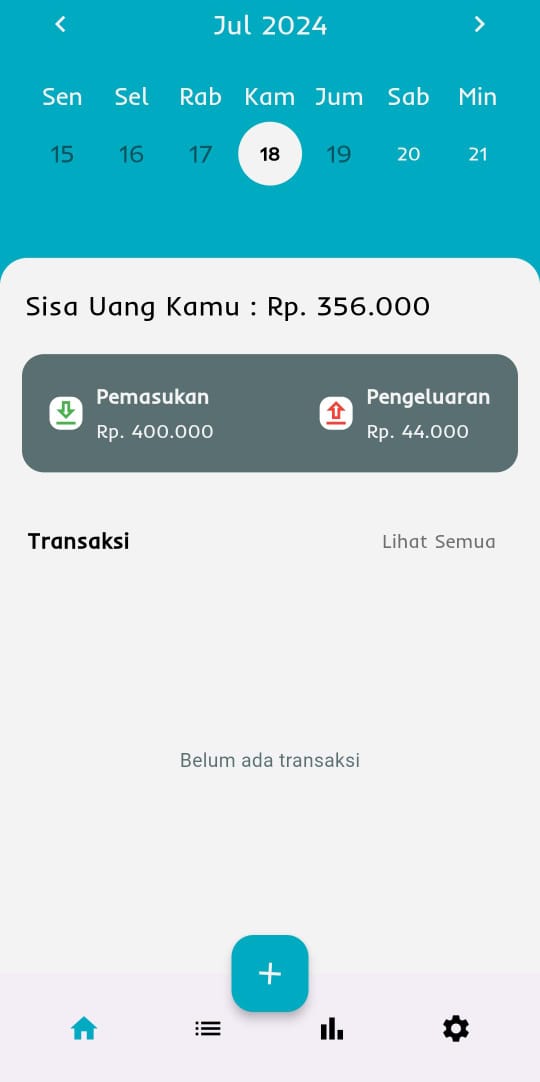 Jul 2024
Sen Sel Rab Kam Jum Sab Min
15 16 17 18 19 20 21
Sisa Uang Kamu : Rp. 356.000
Pemasukan Pengeluaran
Rp. 400.000 Rp. 44.000
Transaksi Lihat Semua
Belum ada transaksi